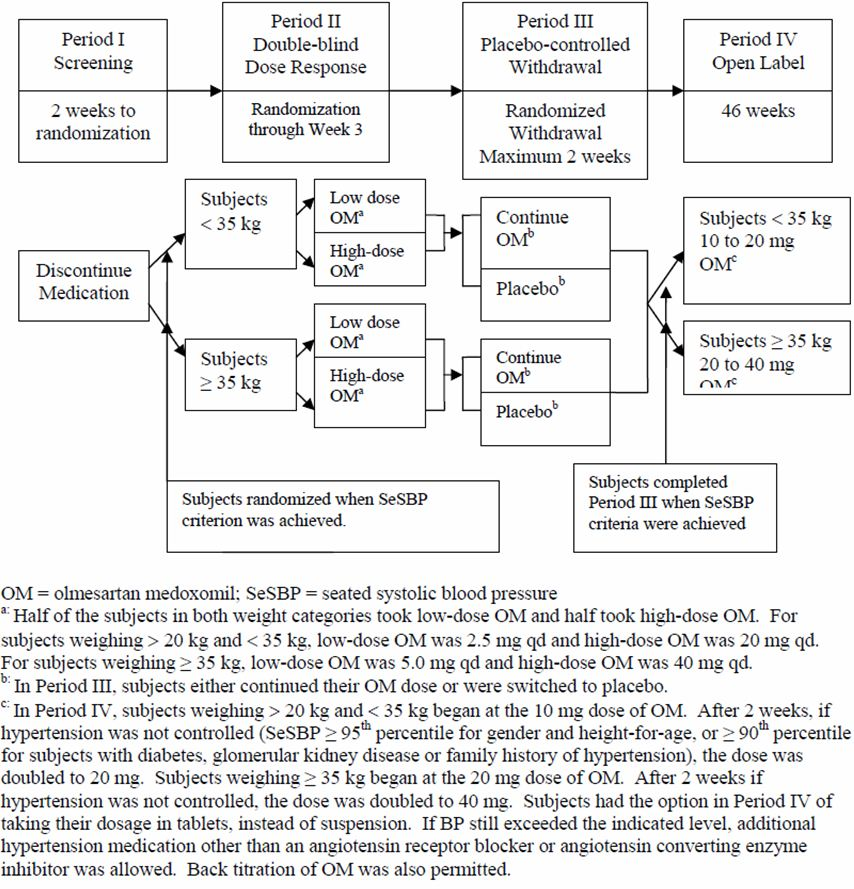 Period I
Screening
2 weeks to
randomization
Period II
Double-blind
Dose Response
Randomization
through Week 3
Period III
Placebo-controlled
Withdrawal
Randomized
Withdrawal
Maximum 2 weeks
Period IV
Open Label
46 weeks
Discontinue
Medication
Subjects
< 35 kg
Low dose
OMa
High-dose
OMa
Continue
OMb
Placebob
Subjects < 35 kg
10 to 20 mg
OMc
Subjects
≥ 35 kg
Low dose
OMa
High-dose
OMa
Continue
OMb
Placebob
Subjects ≥ 35 kg
20 to 40 mg
OMc
Subjects randomized when SeSBP
criterion was achieved.
Subjects completed
Period III when SeSBP
criteria were achieved
OM = olmesartan medoxomil; SeSBP = seated systolic blood pressure
a: Half of the subjects in both weight categories took low-dose OM and half took high-dose OM. For
subjects weighing > 20 kg and < 35 kg, low-dose OM was 2.5 mg qd and high-dose OM was 20 mg qd.
For subjects weighing ≥ 35 kg, low-dose OM was 5.0 mg qd and high-dose OM was 40 mg qd.
b: In Period III, subjects either continued their OM dose or were switched to placebo.
c: In Period IV, subjects weighing > 20 kg and < 35 kg began at the 10 mg dose of OM. After 2 weeks, if
hypertension was not controlled (SeSBP ≥ 95th percentile for gender and height-for-age, or ≥ 90th percentile
for subjects with diabetes, glomerular kidney disease or family history of hypertension), the dose was
doubled to 20 mg. Subjects weighing ≥ 35 kg began at the 20 mg dose of OM. After 2 weeks if
hypertension was not controlled, the dose was doubled to 40 mg. Subjects had the option in Period IV of
taking their dosage in tablets, instead of suspension. If BP still exceeded the indicated level, additional
hypertension medication other than an angiotensin receptor blocker or angiotensin converting enzyme
inhibitor was allowed. Back titration of OM was also permitted.